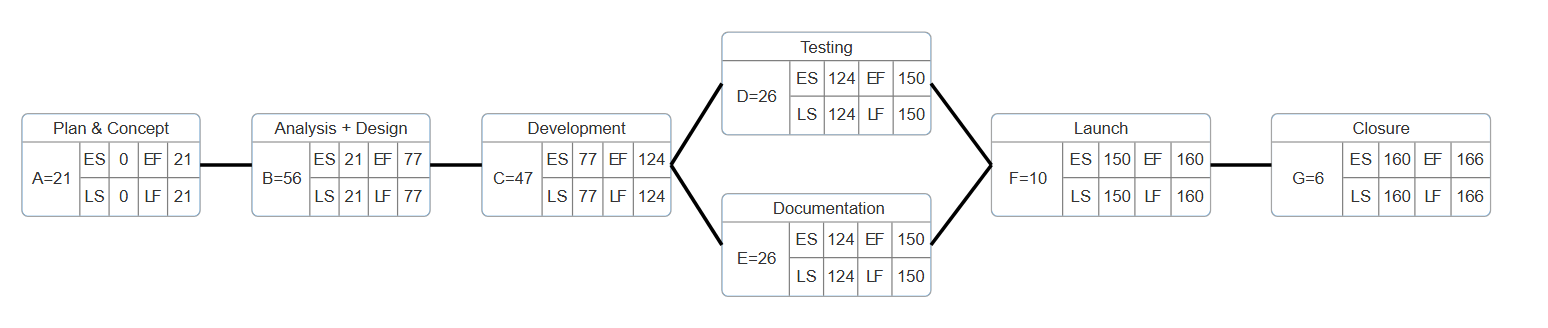 Plan & Concept
A=21
ES 0 EF 21
LS 0 LF 21
Analysis + Design
B=56
ES 21 EF 77
LS 21 LF 77
Development
C=47
ES 77 EF 124
LS 77 LF 124
Testing
D=26
ES 124 EF 150
LS 124 LF 150
Documentation
E=26
ES 124 EF 150
LS 124 LF 150
Launch
F=10
ES 150 EF 160
LS 150 LF 160
Closure
G=6
ES 160 EF 166
LS 160 LF 166